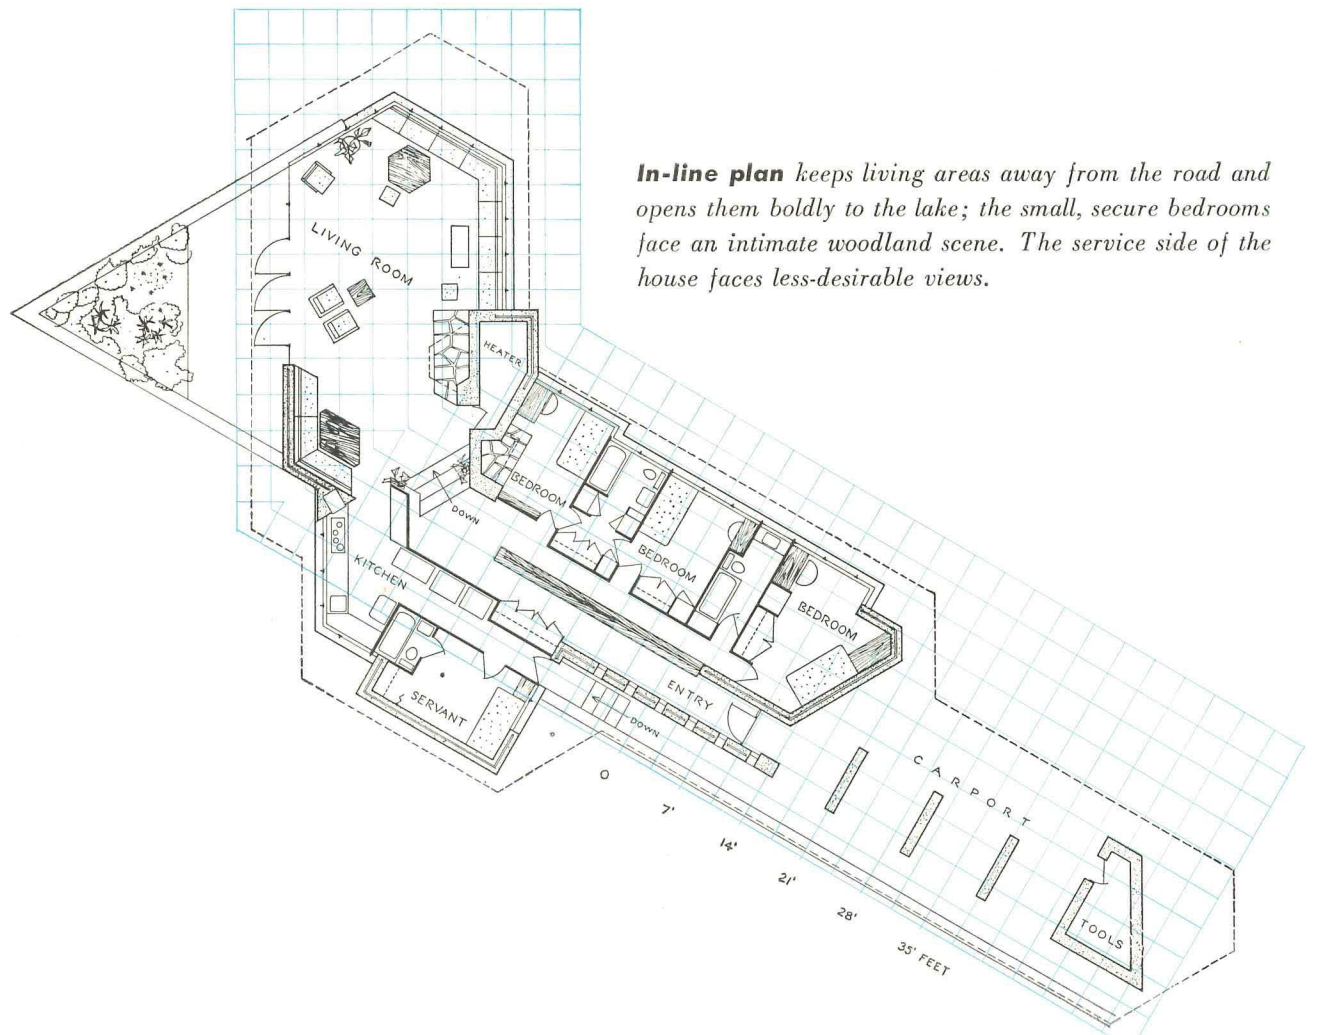 In-line plan keeps living areas away from the road and
opens them boldly to the lake; the small, secure bedrooms
face an intimate woodland scene. The service side of the
house faces less-desirable views.
LIVING ROOM
HEATER
BEDROOM
DOWN
BEDROOM
KITCHEN
BEDROOM
SERVANT
ENTRY
DOWN
CARPORT
TOOLS
0
7'
14'
21'
28'
35' FEET